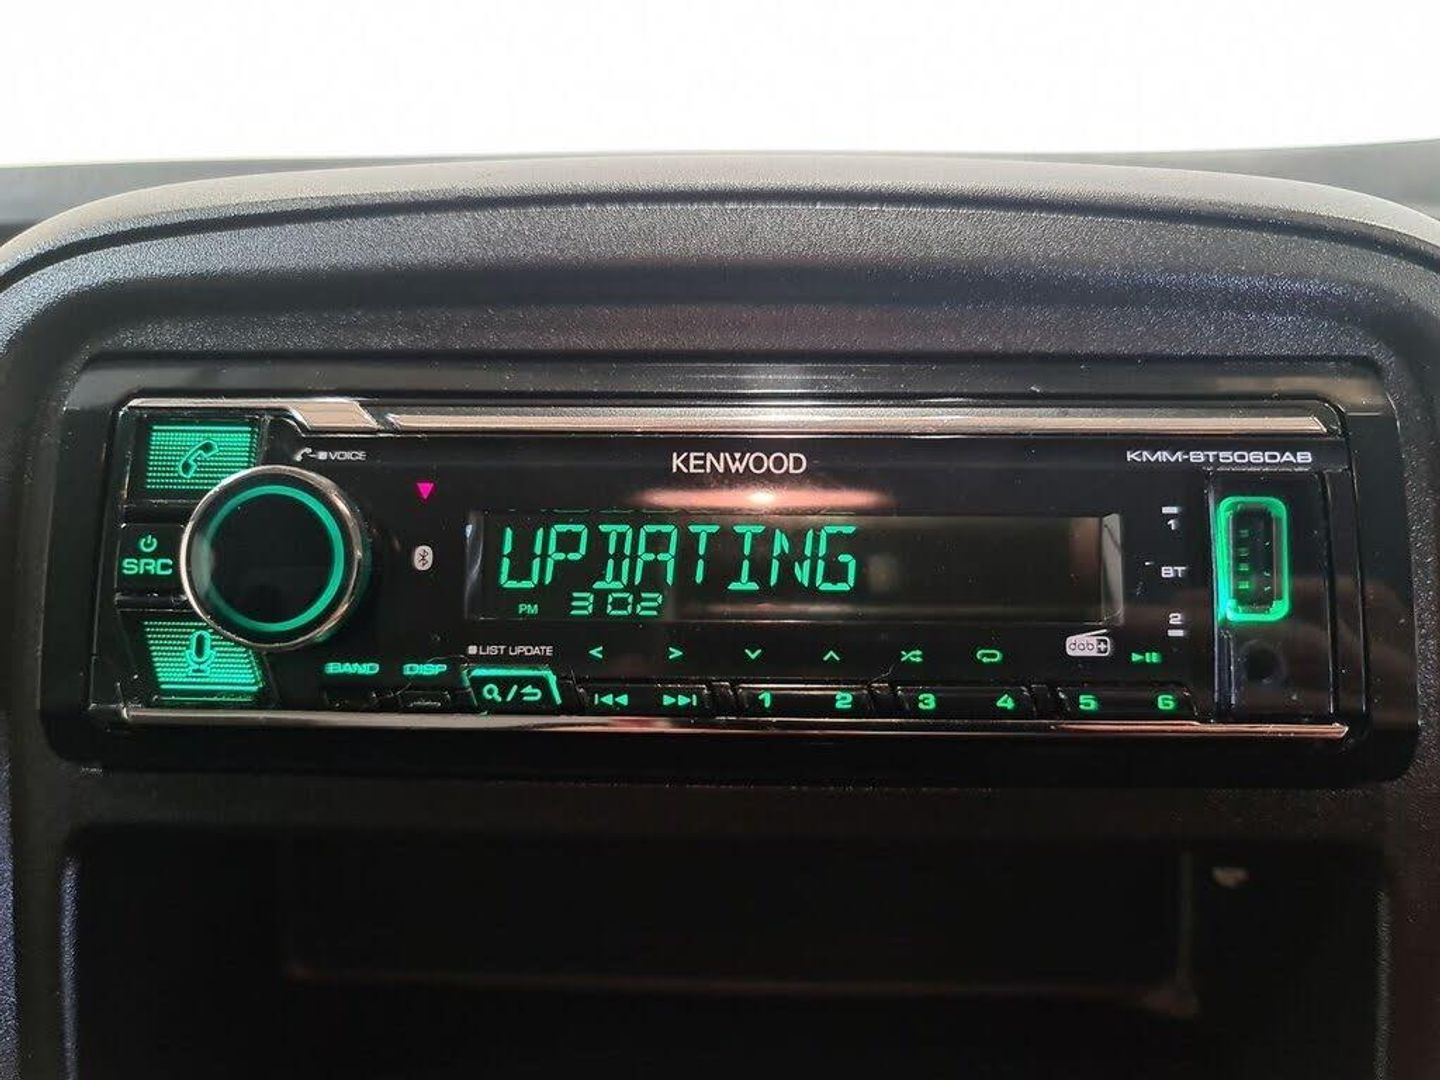 VOICE
KENWOOD
KMM-BT506DAB
SRC
UPDATING
PM 3:02
1
BT
2
LIST UPDATE
dab+
BAND DISP
1 2 3 4 5 6